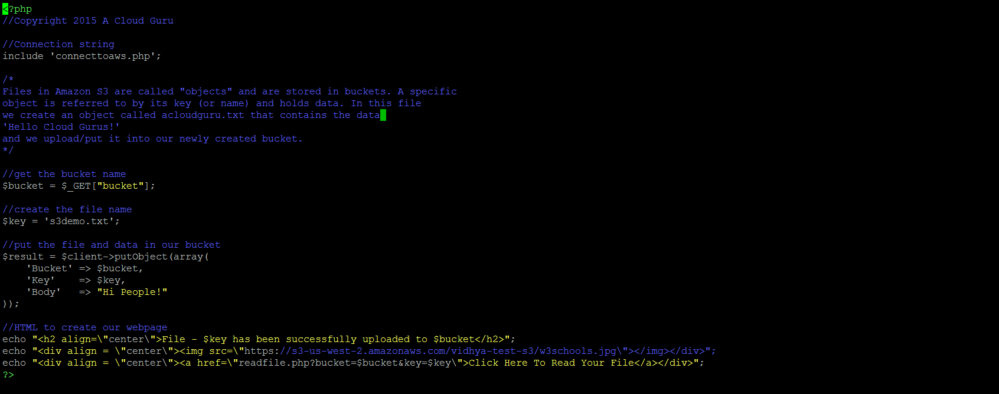 <?php
//Copyright 2015 A Cloud Guru
//Connection string
include 'connecttoaws.php';
/*
Files in Amazon S3 are called "objects" and are stored in buckets. A specific
object is referred to by its key (or name) and holds data. In this file
we create an object called acloudguru.txt that contains the data
'Hello Cloud Gurus!'
and we upload/put it into our newly created bucket.
*/
//get the bucket name
$bucket = $_GET["bucket"];
//create the file name
$key = 's3demo.txt';
//put the file and data in our bucket
$result = $client->putObject(array(
    'Bucket' => $bucket,
    'Key'    => $key,
    'Body'   => "Hi People!"
));
//HTML to create our webpage
echo "<h2 align=\"center\">File - $key has been successfully uploaded to $bucket</h2>";
echo "<div align = \"center\"><img src=\"https://s3-us-west-2.amazonaws.com/vidhya-test-s3/w3schools.jpg\"></img></div>";
echo "<div align = \"center\"><a href=\"readfile.php?bucket=$bucket&key=$key\">Click Here To Read Your File</a></div>";
?>